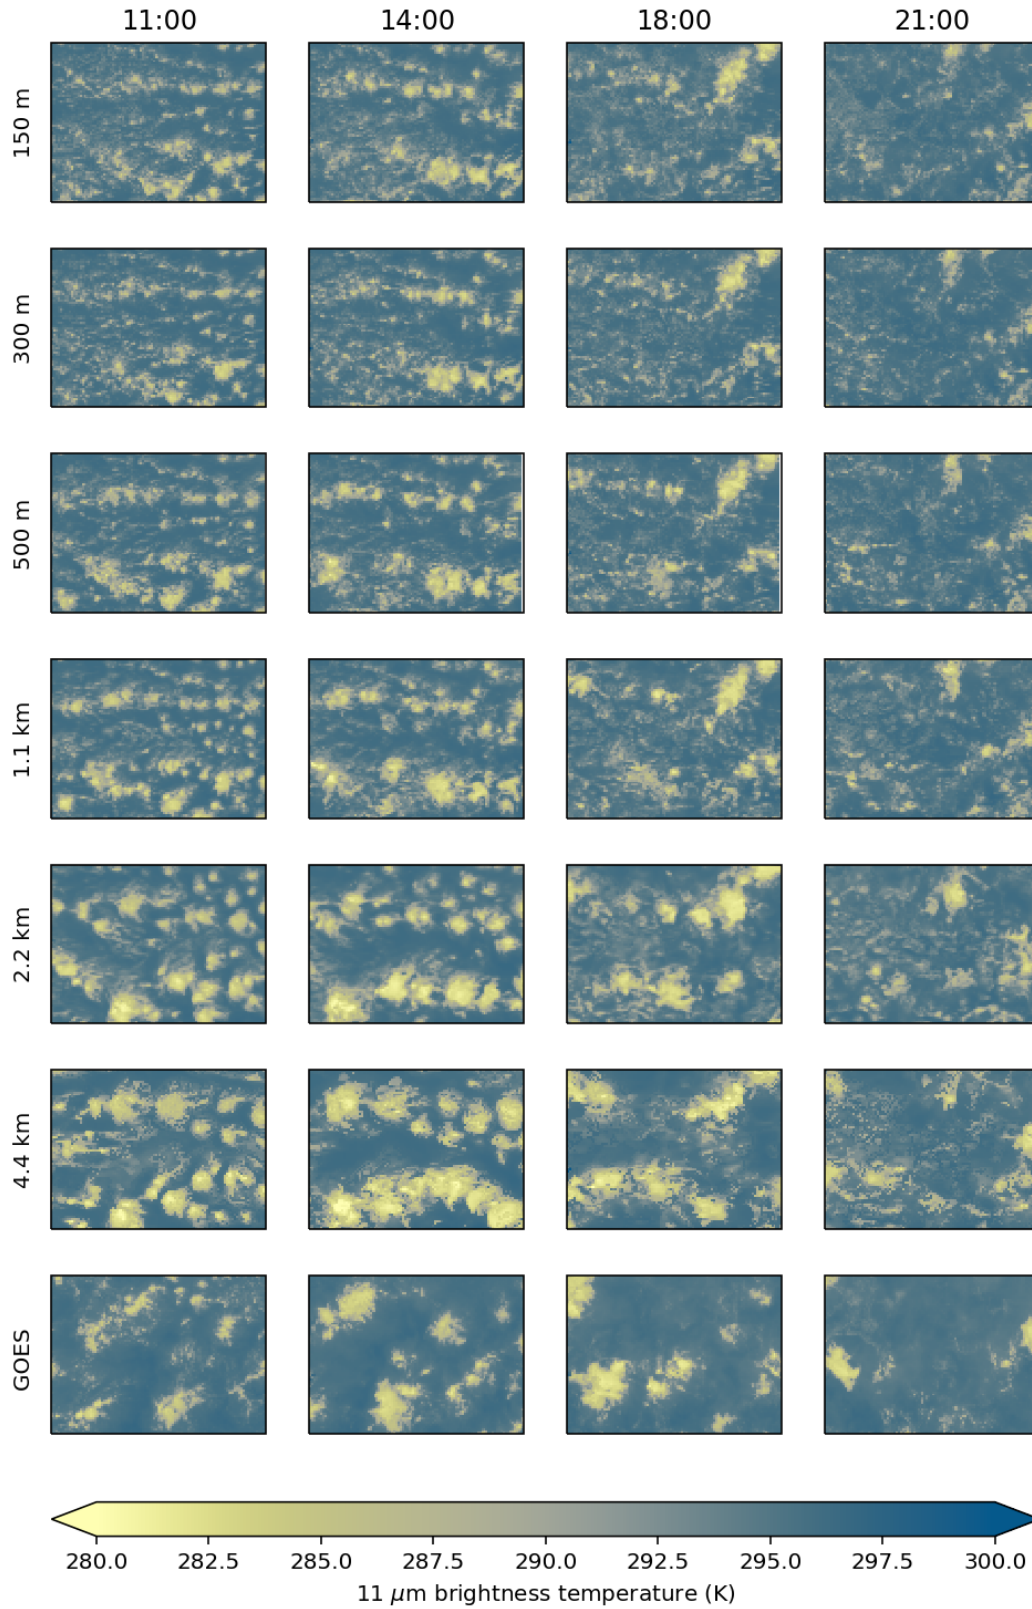 11:00 14:00 18:00 21:00
150 m
300 m
500 m
1.1 km
2.2 km
4.4 km
GOES
280.0 282.5 285.0 287.5 290.0 292.5 295.0 297.5 300.0
11 μm brightness temperature (K)